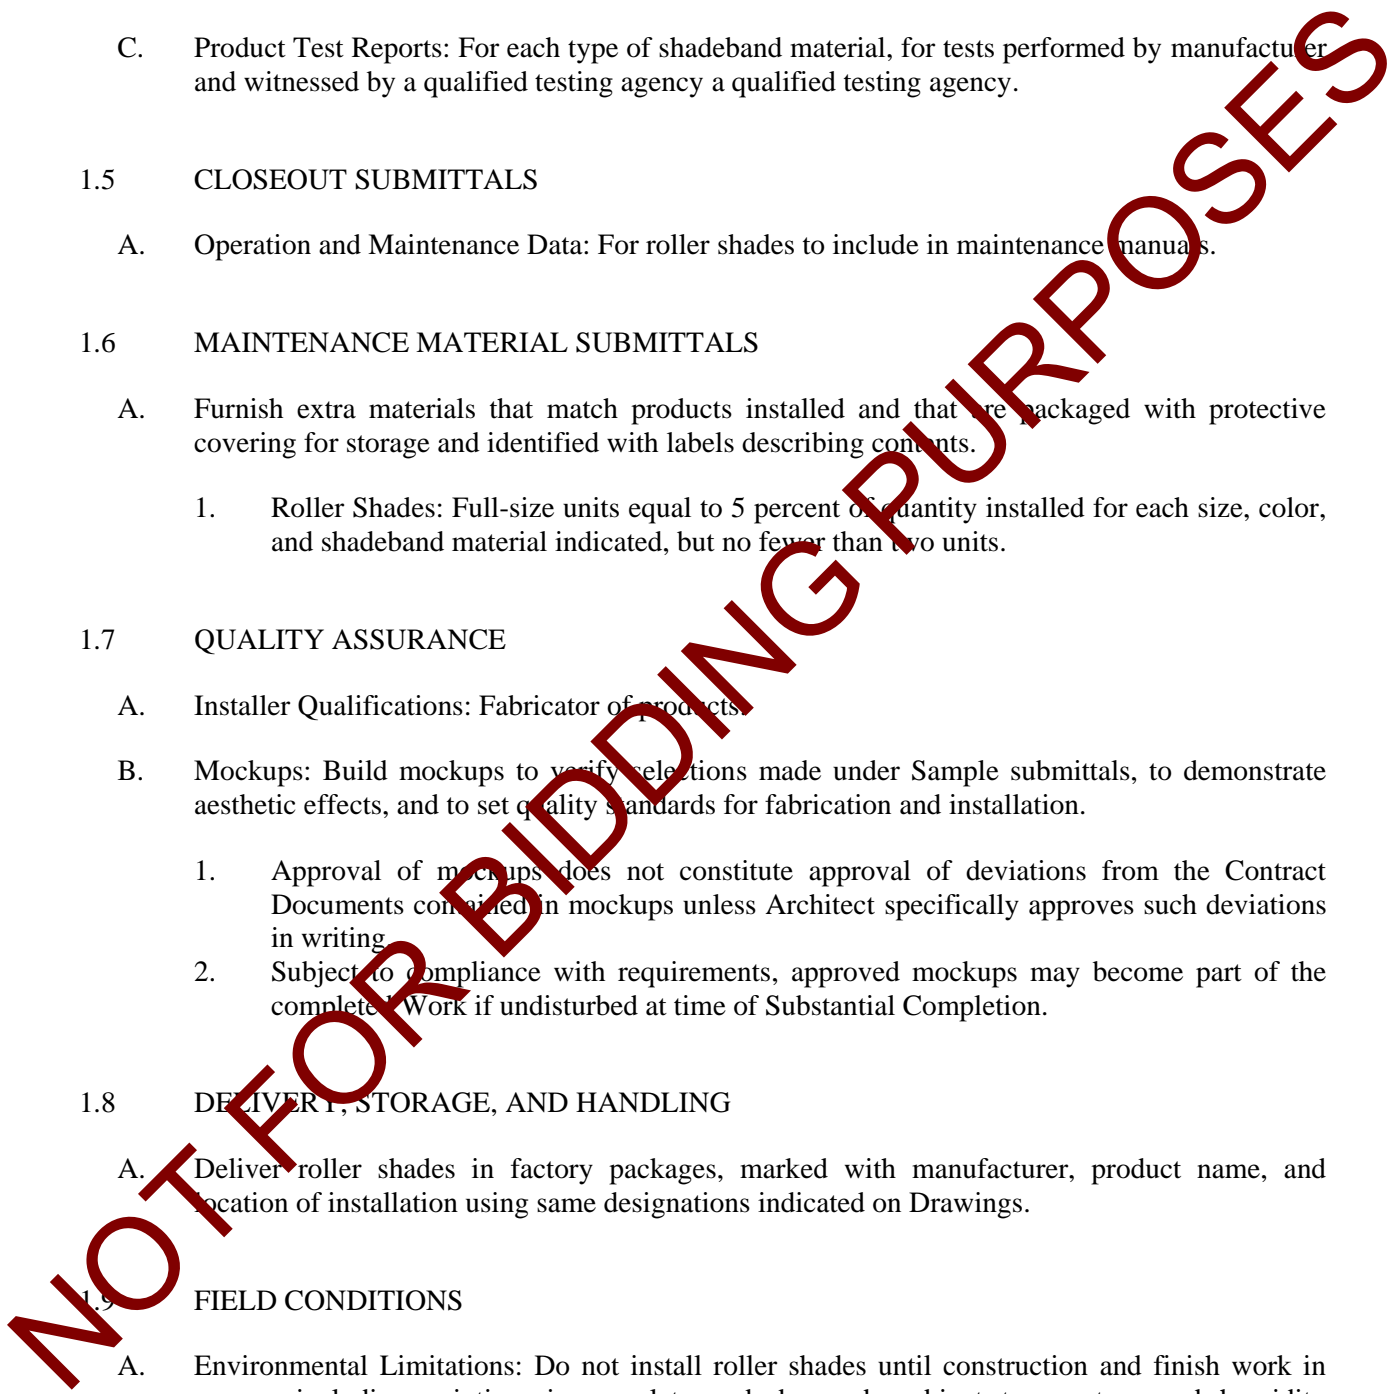 C. Product Test Reports: For each type of shadeband material, for tests performed by manufacturer
and witnessed by a qualified testing agency a qualified testing agency.
1.5 CLOSEOUT SUBMITTALS
A. Operation and Maintenance Data: For roller shades to include in maintenance manuals.
1.6 MAINTENANCE MATERIAL SUBMITTALS
A. Furnish extra materials that match products installed and that are packaged with protective
covering for storage and identified with labels describing contents.
1. Roller Shades: Full-size units equal to 5 percent of quantity installed for each size, color,
and shadeband material indicated, but no fewer than two units.
1.7 QUALITY ASSURANCE
A. Installer Qualifications: Fabricator of products.
B. Mockups: Build mockups to verify selections made under Sample submittals, to demonstrate
aesthetic effects, and to set quality standards for fabrication and installation.
1. Approval of mockups does not constitute approval of deviations from the Contract
Documents contained in mockups unless Architect specifically approves such deviations
in writing.
2. Subject to compliance with requirements, approved mockups may become part of the
completed Work if undisturbed at time of Substantial Completion.
1.8 DELIVERY, STORAGE, AND HANDLING
A. Deliver roller shades in factory packages, marked with manufacturer, product name, and
location of installation using same designations indicated on Drawings.
1.9 FIELD CONDITIONS
A. Environmental Limitations: Do not install roller shades until construction and finish work in
NOT FOR BIDDING PURPOSES